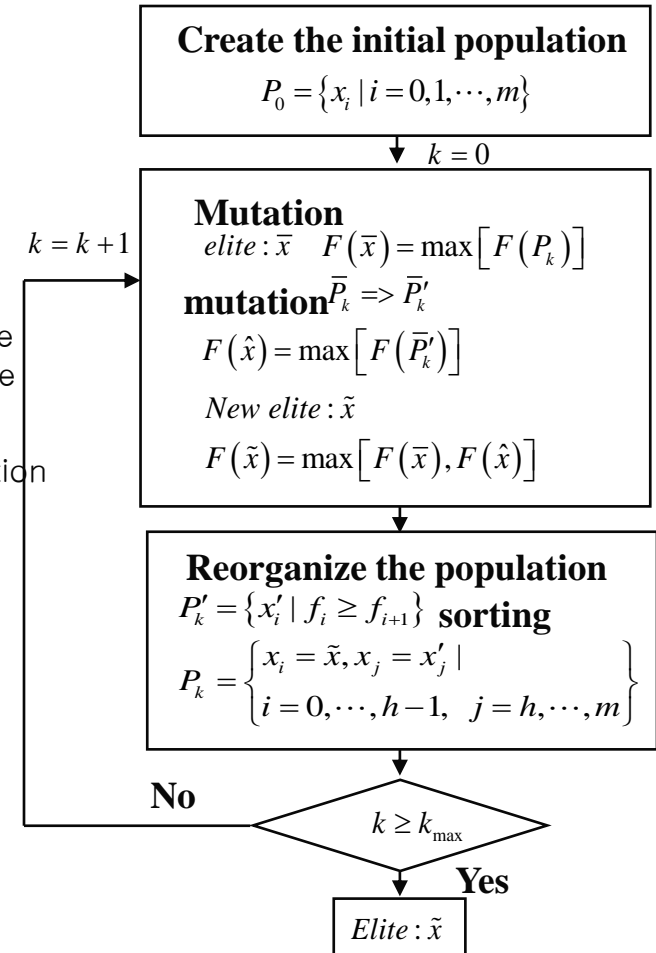 Create the initial population
P₀ = {xᵢ | i = 0,1,⋯,m}
k = 0
k = k + 1
Mutation
elite : x̄ F(x̄) = max[F(Pₖ)]
mutation P̄ₖ => P̄ₖ′
F(x̂) = max[F(P̄ₖ′)]
New elite : x̃
F(x̃) = max[F(x̄), F(x̂)]
Reorganize the population
Pₖ′ = {xᵢ′ | fᵢ ≥ fᵢ₊₁} sorting
Pₖ = {xᵢ = x̃, xⱼ = xⱼ′ |
i = 0,⋯,h−1, j = h,⋯,m}
No
k ≥ kₘₐₓ
Yes
Elite : x̃